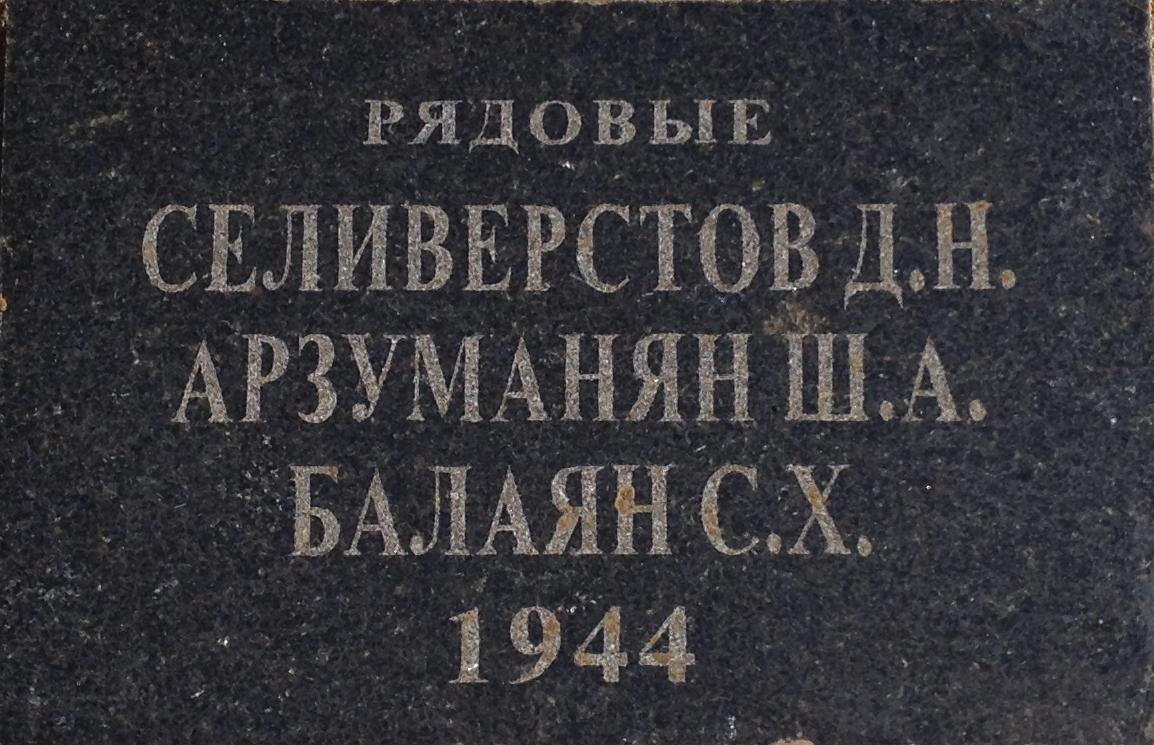 РЯДОВЫЕ
СЕЛИВЕРСТОВ Д.Н.
АРЗУМАНЯН Ш.А.
БАЛАЯН С.Х.
1944